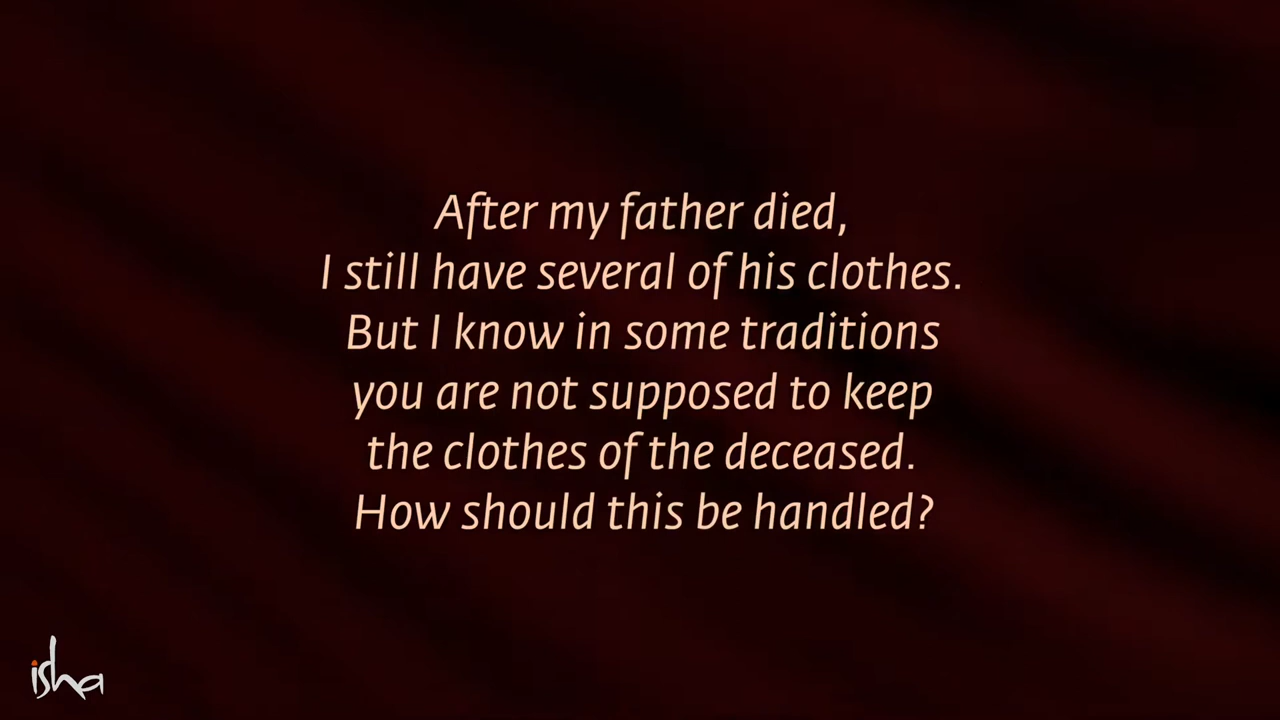 After my father died,
I still have several of his clothes.
But I know in some traditions
you are not supposed to keep
the clothes of the deceased.
How should this be handled?
isha